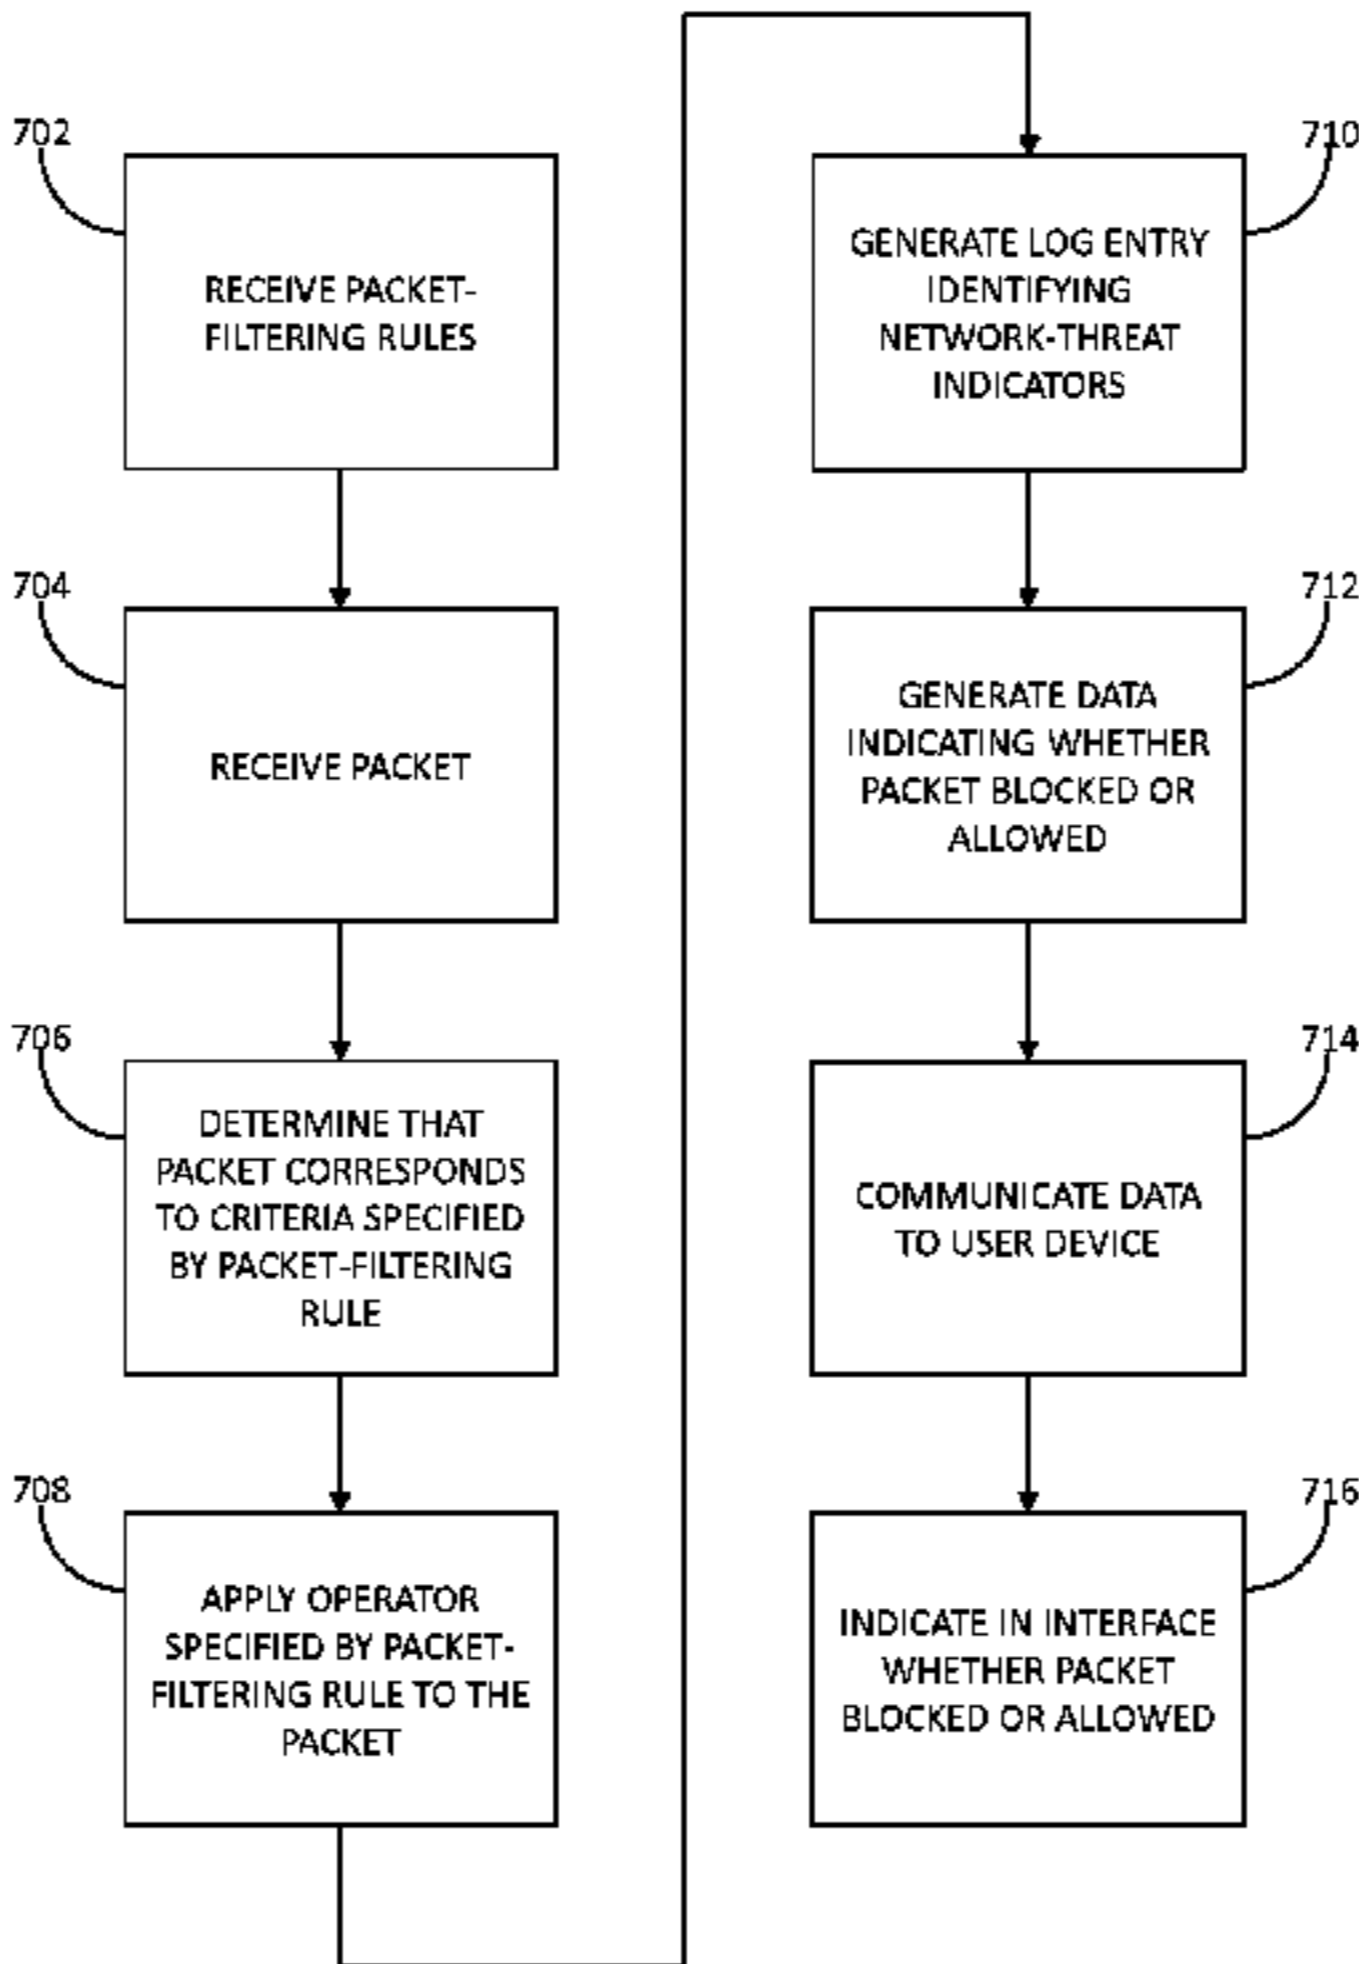 702
RECEIVE PACKET-
FILTERING RULES
704
RECEIVE PACKET
706
DETERMINE THAT
PACKET CORRESPONDS
TO CRITERIA SPECIFIED
BY PACKET-FILTERING
RULE
708
APPLY OPERATOR
SPECIFIED BY PACKET-
FILTERING RULE TO THE
PACKET
710
GENERATE LOG ENTRY
IDENTIFYING
NETWORK-THREAT
INDICATORS
712
GENERATE DATA
INDICATING WHETHER
PACKET BLOCKED OR
ALLOWED
714
COMMUNICATE DATA
TO USER DEVICE
716
INDICATE IN INTERFACE
WHETHER PACKET
BLOCKED OR ALLOWED